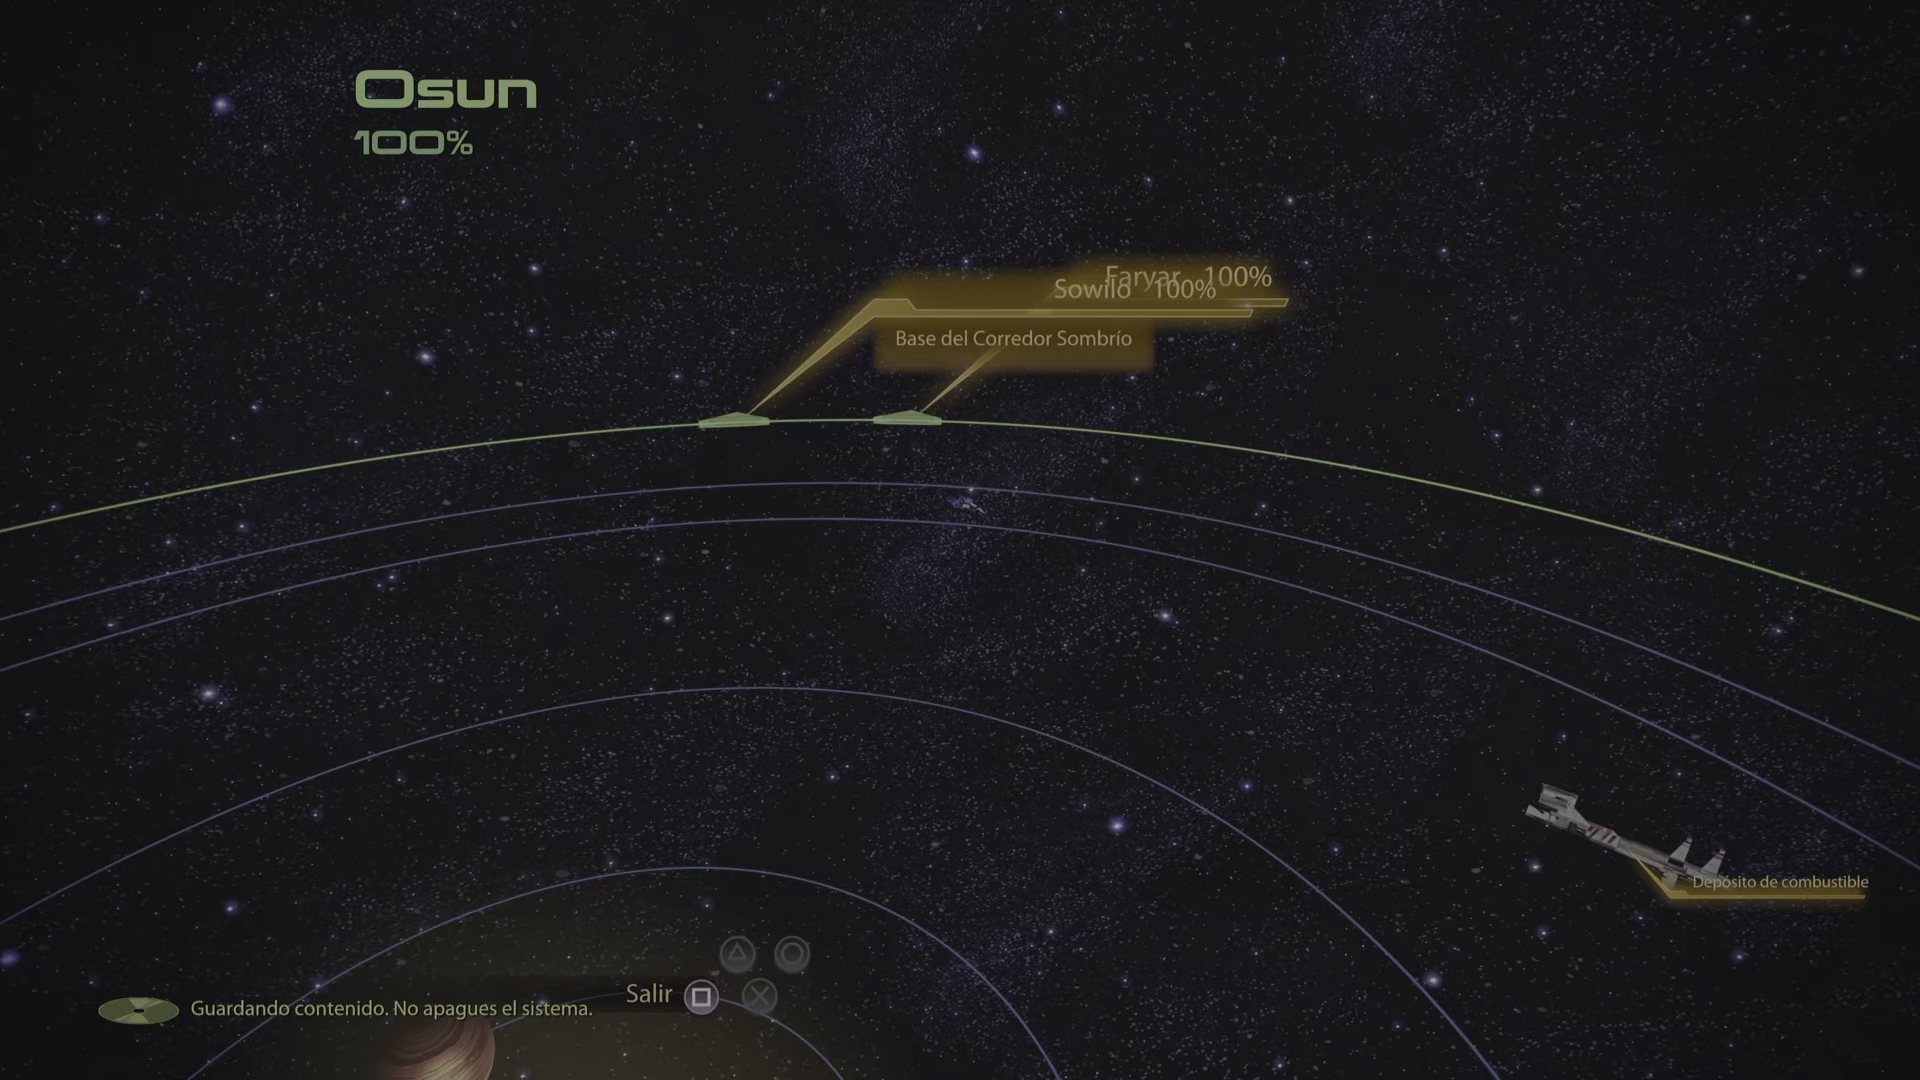 Osun
100%
Faryar 100%
Sowilo 100%
Base del Corredor Sombrío
Depósito de combustible
Salir
Guardando contenido. No apagues el sistema.